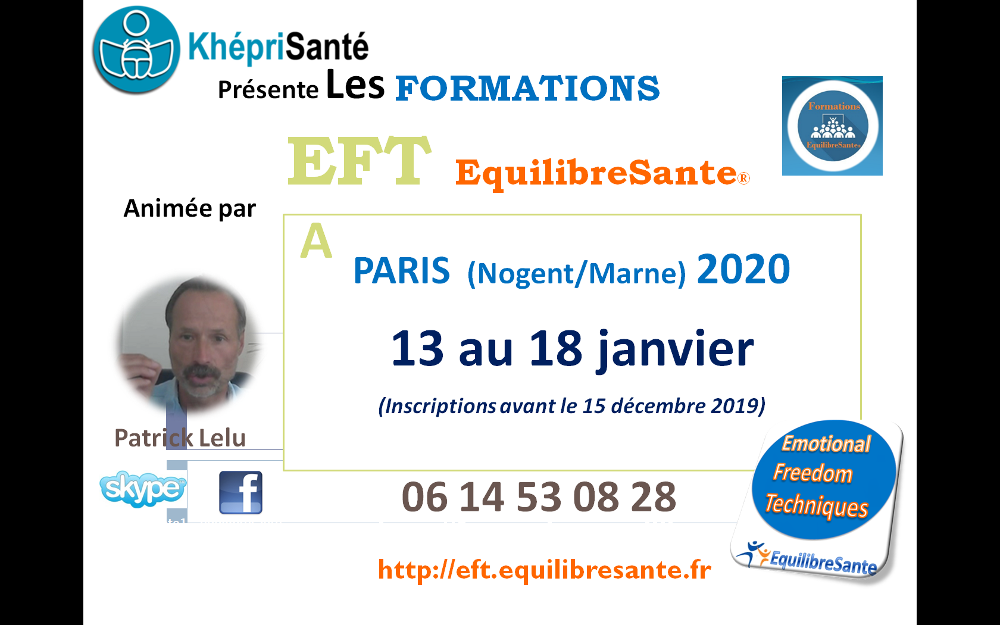 KhépriSanté
Présente Les FORMATIONS
Formations
EquilibreSante®
EFT EquilibreSante®
Animée par
A
PARIS (Nogent/Marne) 2020
13 au 18 janvier
(Inscriptions avant le 15 décembre 2019)
Patrick Lelu
skype™
f
06 14 53 08 28
Emotional
Freedom
Techniques
EquilibreSante
http://eft.equilibresante.fr